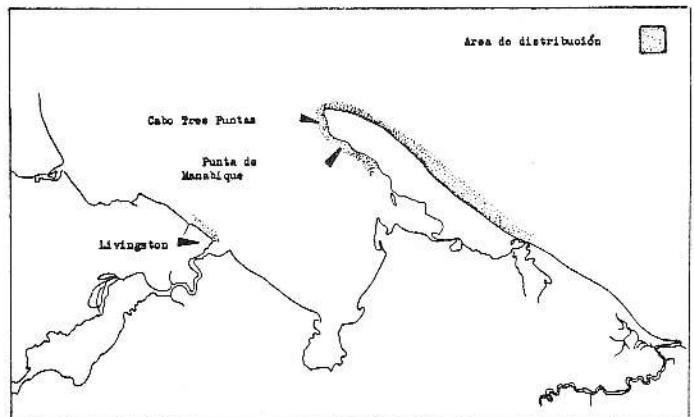 Area de distribución
Cabo Tres Puntas
Punta de
Manabique
Livingston